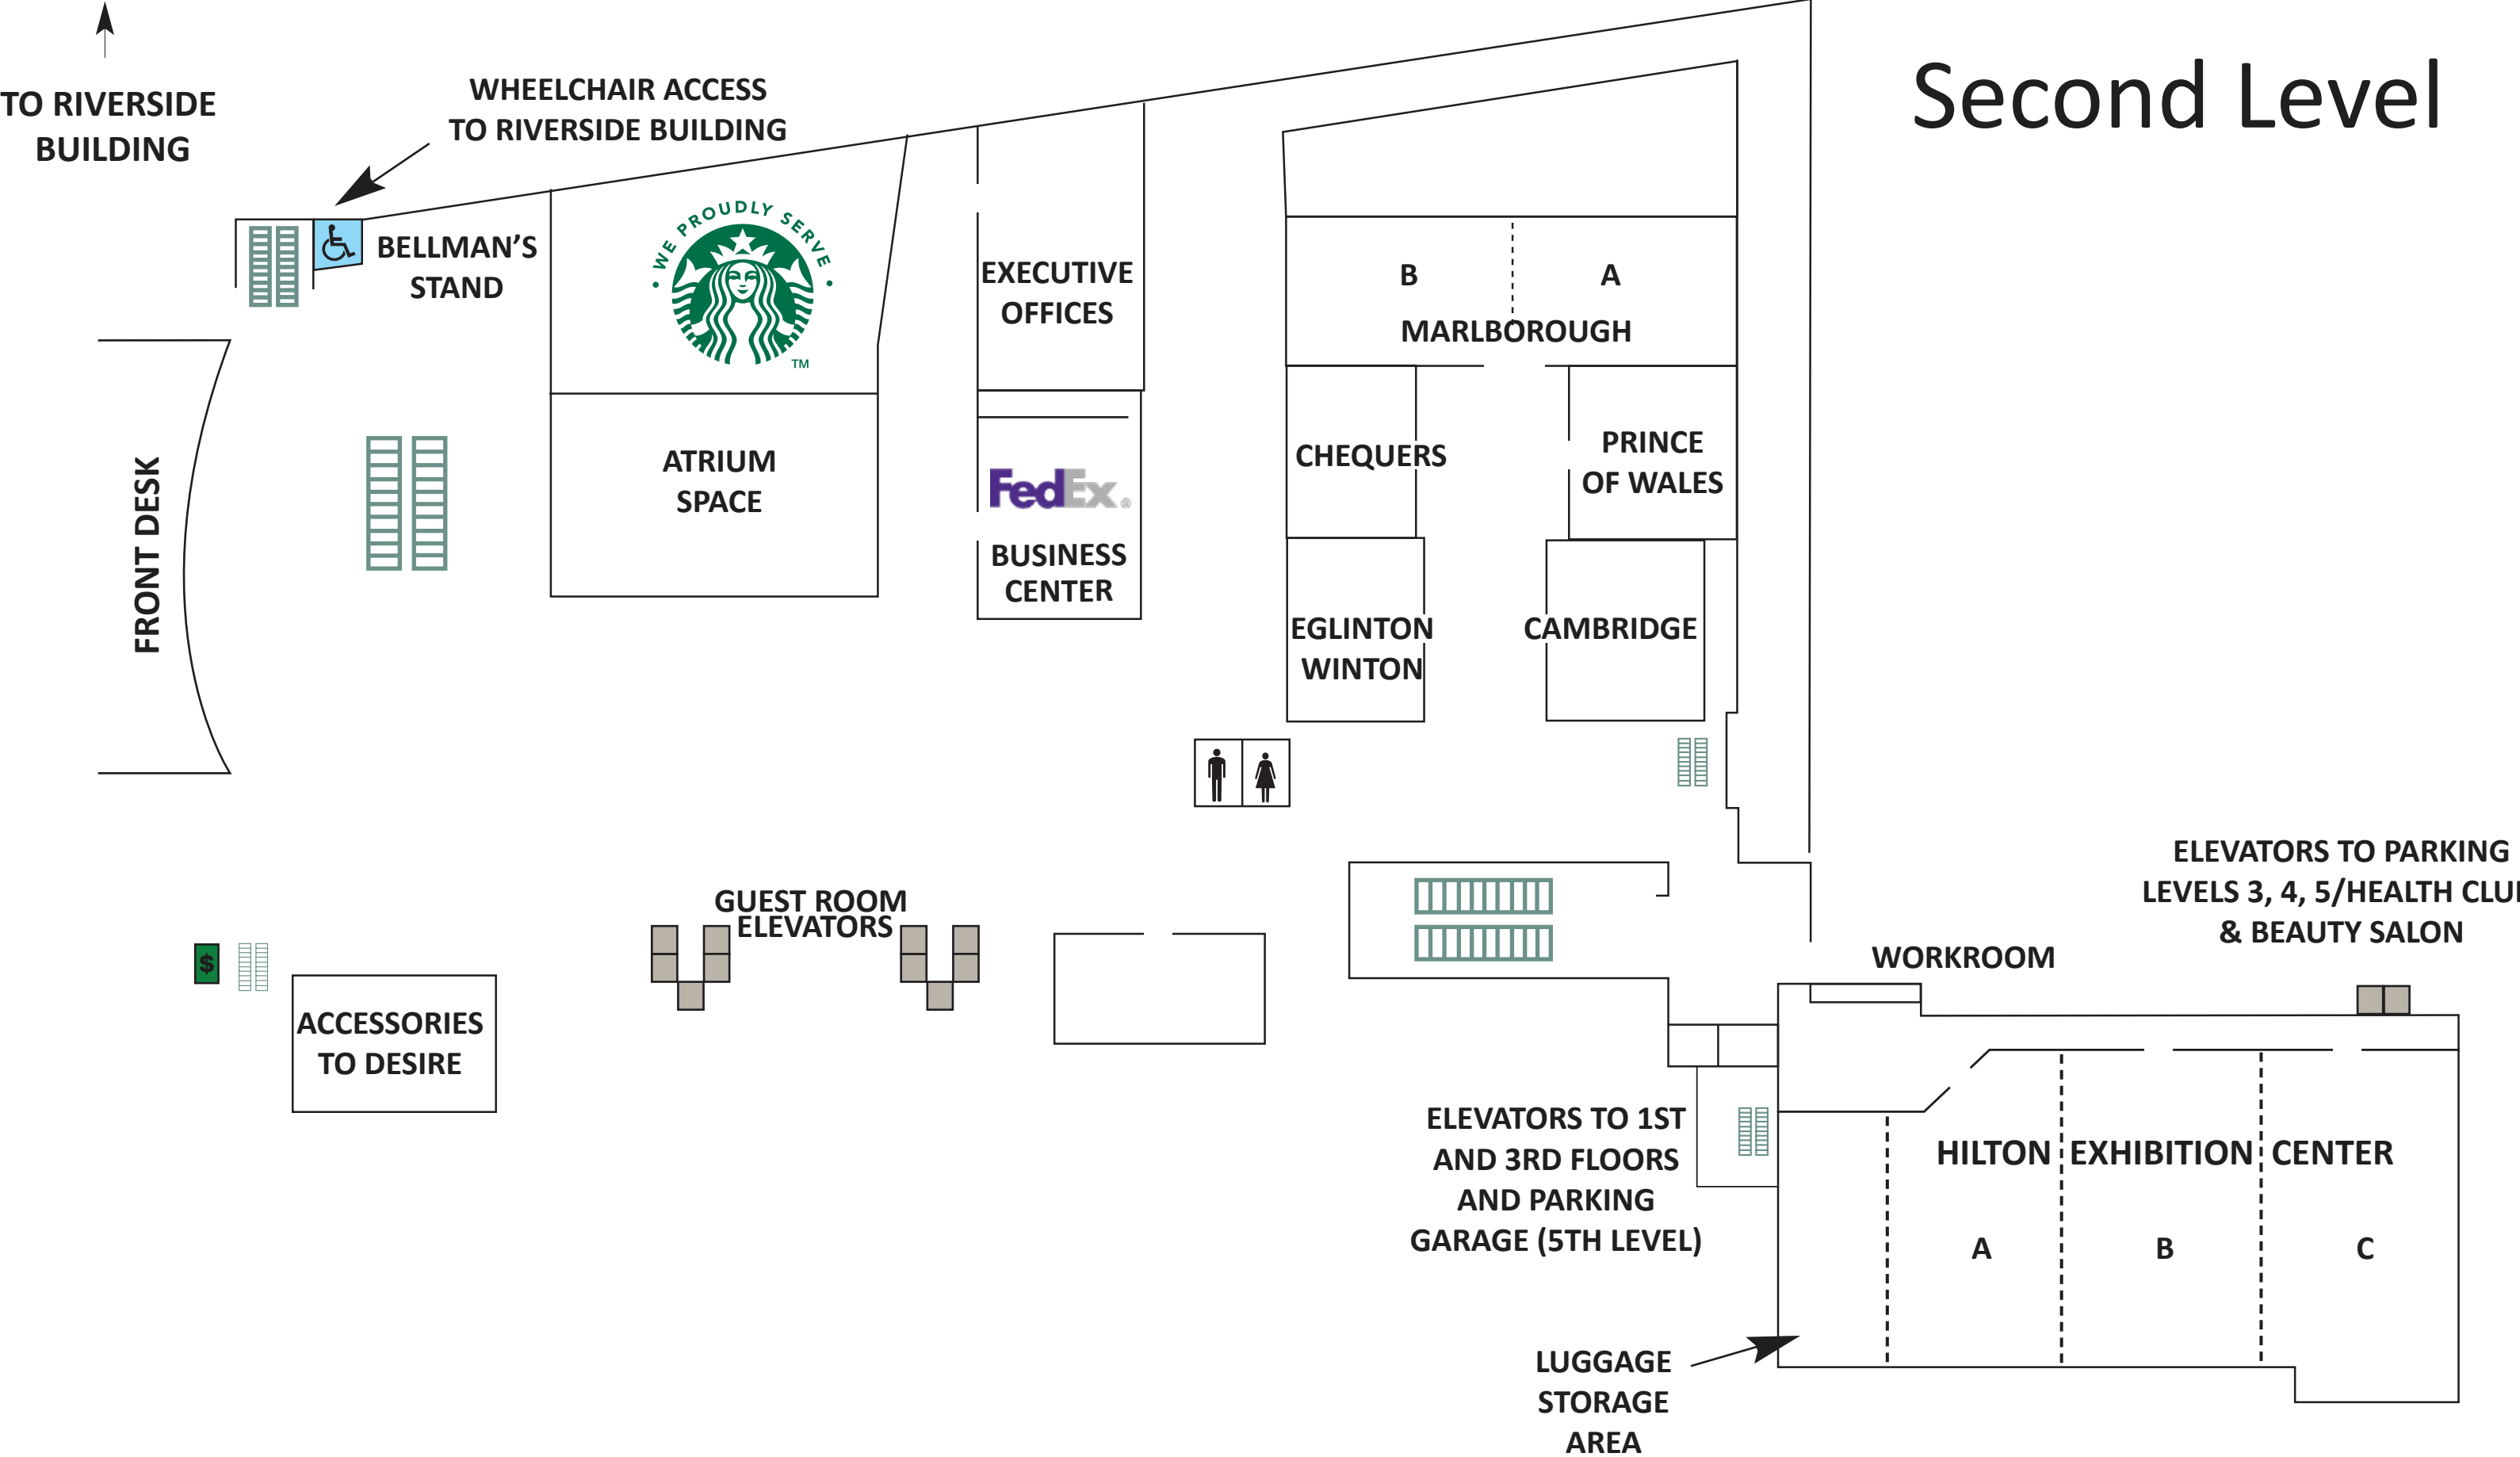 Second Level
TO RIVERSIDE
BUILDING
WHEELCHAIR ACCESS
TO RIVERSIDE BUILDING
BELLMAN'S
STAND
• WE PROUDLY SERVE •
TM
EXECUTIVE
OFFICES
B
A
MARLBOROUGH
FRONT DESK
ATRIUM
SPACE
FedEx®
BUSINESS
CENTER
CHEQUERS
PRINCE
OF WALES
EGLINTON
WINTON
CAMBRIDGE
GUEST ROOM
ELEVATORS
$
ACCESSORIES
TO DESIRE
WORKROOM
ELEVATORS TO PARKING
LEVELS 3, 4, 5/HEALTH CLU
& BEAUTY SALON
ELEVATORS TO 1ST
AND 3RD FLOORS
AND PARKING
GARAGE (5TH LEVEL)
HILTON EXHIBITION CENTER
A
B
C
LUGGAGE
STORAGE
AREA